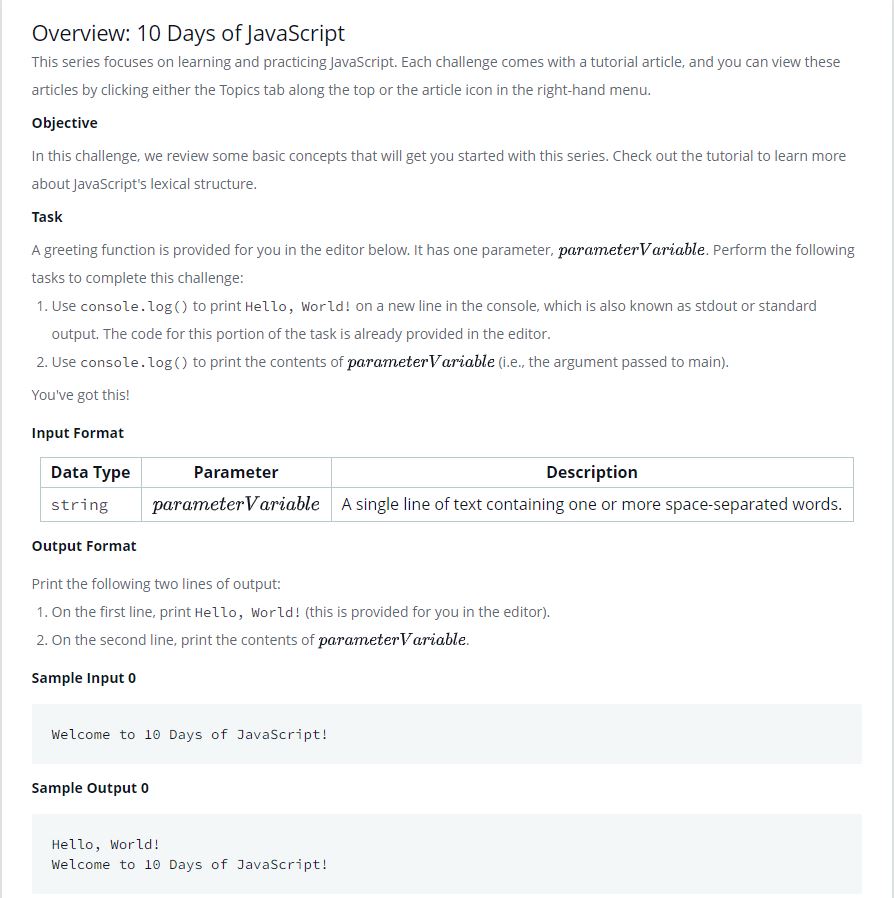 Overview: 10 Days of JavaScript
This series focuses on learning and practicing JavaScript. Each challenge comes with a tutorial article, and you can view these
articles by clicking either the Topics tab along the top or the article icon in the right-hand menu.
Objective
In this challenge, we review some basic concepts that will get you started with this series. Check out the tutorial to learn more
about JavaScript's lexical structure.
Task
A greeting function is provided for you in the editor below. It has one parameter, parameterVariable. Perform the following
tasks to complete this challenge:
1. Use console.log() to print Hello, World! on a new line in the console, which is also known as stdout or standard
output. The code for this portion of the task is already provided in the editor.
2. Use console.log() to print the contents of parameterVariable (i.e., the argument passed to main).
You've got this!
Input Format
Data Type Parameter Description
string parameterVariable A single line of text containing one or more space-separated words.
Output Format
Print the following two lines of output:
1. On the first line, print Hello, World! (this is provided for you in the editor).
2. On the second line, print the contents of parameterVariable.
Sample Input 0
Welcome to 10 Days of JavaScript!
Sample Output 0
Hello, World!
Welcome to 10 Days of JavaScript!